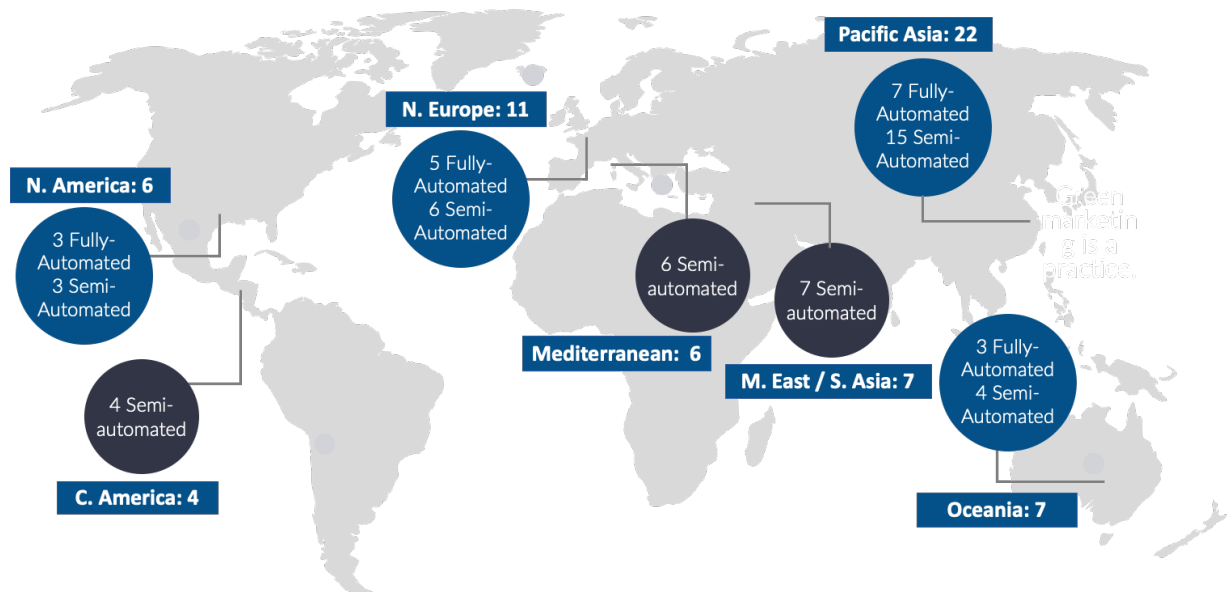 Pacific Asia: 22
7 Fully-
Automated
15 Semi-
Automated
N. Europe: 11
5 Fully-
Automated
6 Semi-
Automated
N. America: 6
3 Fully-
Automated
3 Semi-
Automated
Green
marketin
g is a
practice.
6 Semi-
automated
Mediterranean:  6
7 Semi-
automated
M. East / S. Asia: 7
3 Fully-
Automated
4 Semi-
Automated
Oceania: 7
4 Semi-
automated
C. America: 4